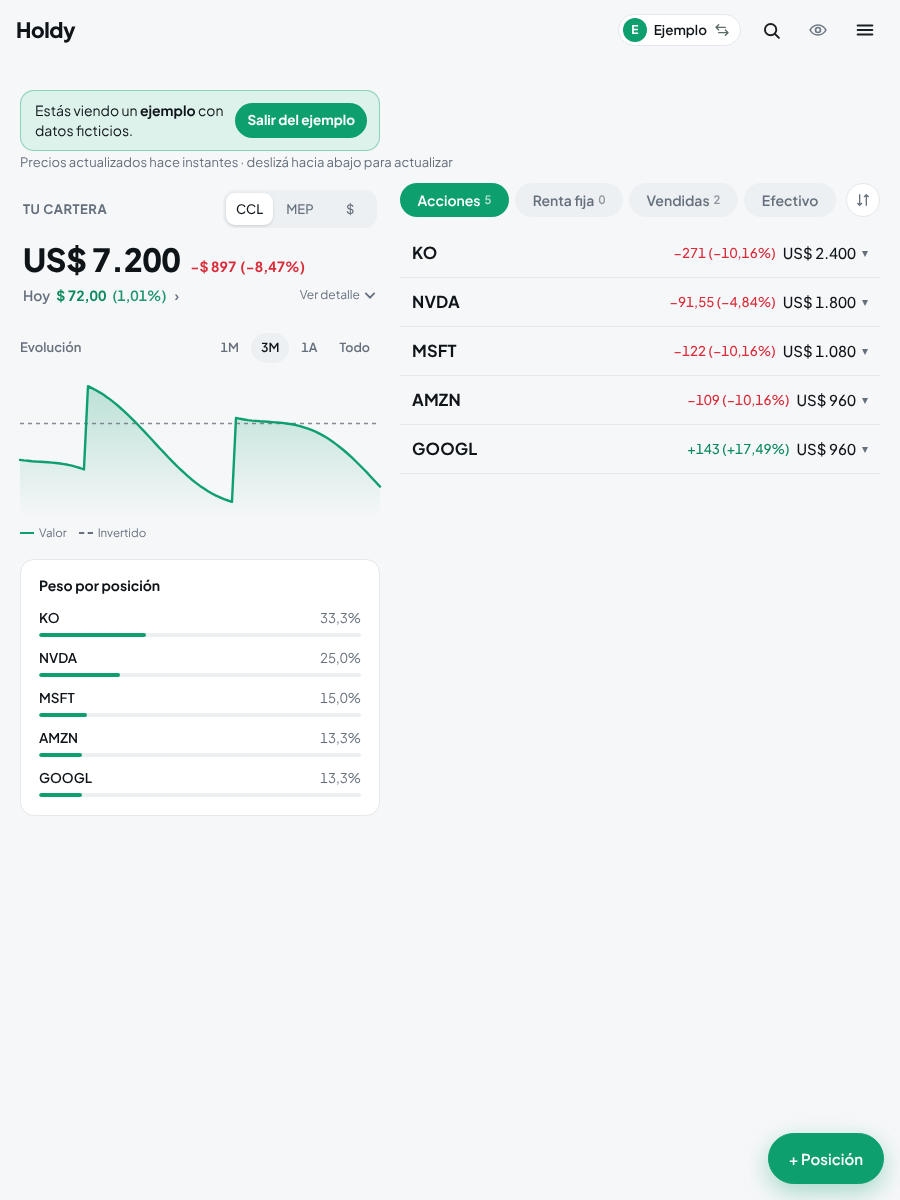 Holdy
E Ejemplo
Estás viendo un ejemplo con
datos ficticios.
Salir del ejemplo
Precios actualizados hace instantes · deslizá hacia abajo para actualizar
TU CARTERA
CCL MEP $
US$ 7.200 −$ 897 (−8,47%)
Hoy $ 72,00 (1,01%) ›
Ver detalle
Evolución
1M 3M 1A Todo
Valor Invertido
Peso por posición
KO 33,3%
NVDA 25,0%
MSFT 15,0%
AMZN 13,3%
GOOGL 13,3%
Acciones 5 Renta fija 0 Vendidas 2 Efectivo
KO −271 (−10,16%) US$ 2.400 ▾
NVDA −91,55 (−4,84%) US$ 1.800 ▾
MSFT −122 (−10,16%) US$ 1.080 ▾
AMZN −109 (−10,16%) US$ 960 ▾
GOOGL +143 (+17,49%) US$ 960 ▾
+ Posición